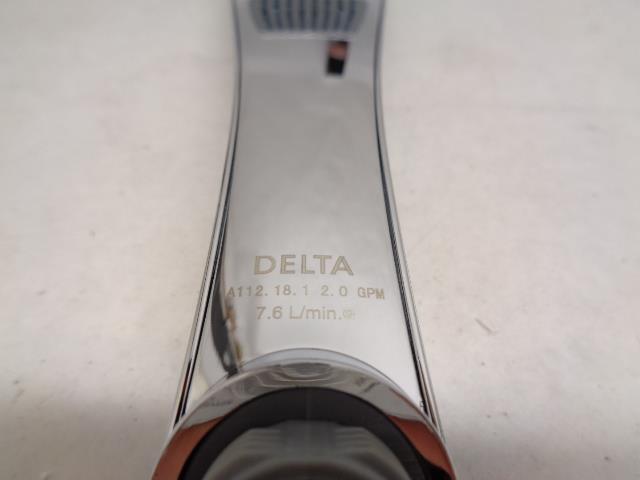 DELTA
A112.18.1 2.0 GPM
7.6 L/min.